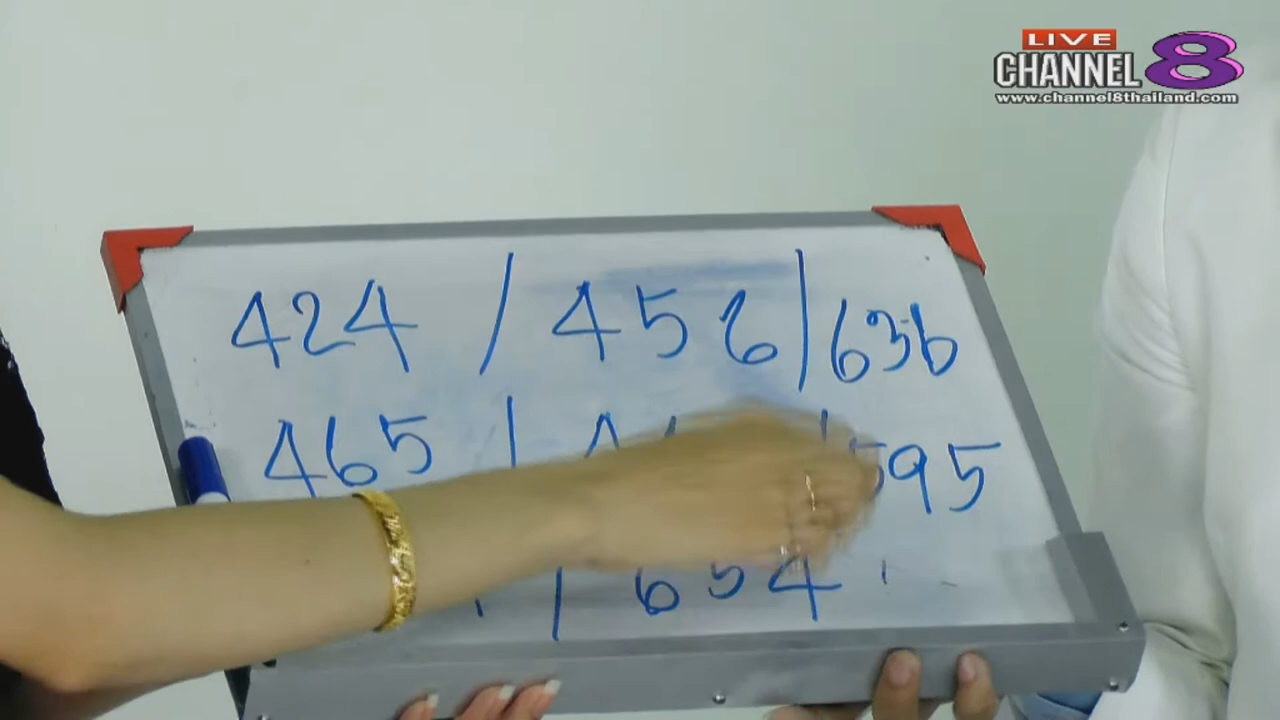 LIVE
CHANNEL 8
www.channel8thailand.com
424 / 456 | 636
465 | | 595
| 654